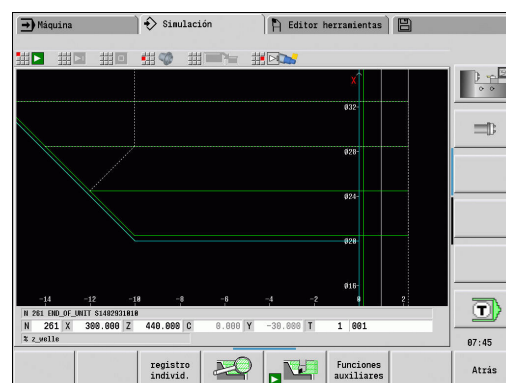 Máquina
Simulación
Editor herramientas
X
ø32
ø28
ø24
ø20
ø16
-14 -12 -10 -8 -6 -4 -2 0 2
N 261 END_OF_UNIT S1482931010
N 261 X 300.000 Z 440.000 C 0.000 Y -30.000 T 1 001
% z_welle
T
07:45
registro individ.
Funciones auxiliares
Atrás